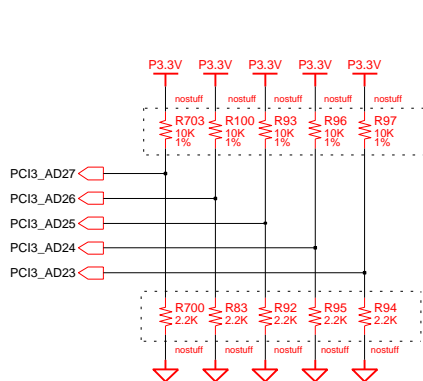 P3.3V P3.3V P3.3V P3.3V P3.3V
nostuff nostuff nostuff nostuff nostuff
R703 R100 R93 R96 R97
10K 10K 10K 10K 10K
1% 1% 1% 1% 1%
PCI3_AD27
PCI3_AD26
PCI3_AD25
PCI3_AD24
PCI3_AD23
R700 R83 R92 R95 R94
2.2K 2.2K 2.2K 2.2K 2.2K
nostuff nostuff nostuff nostuff nostuff